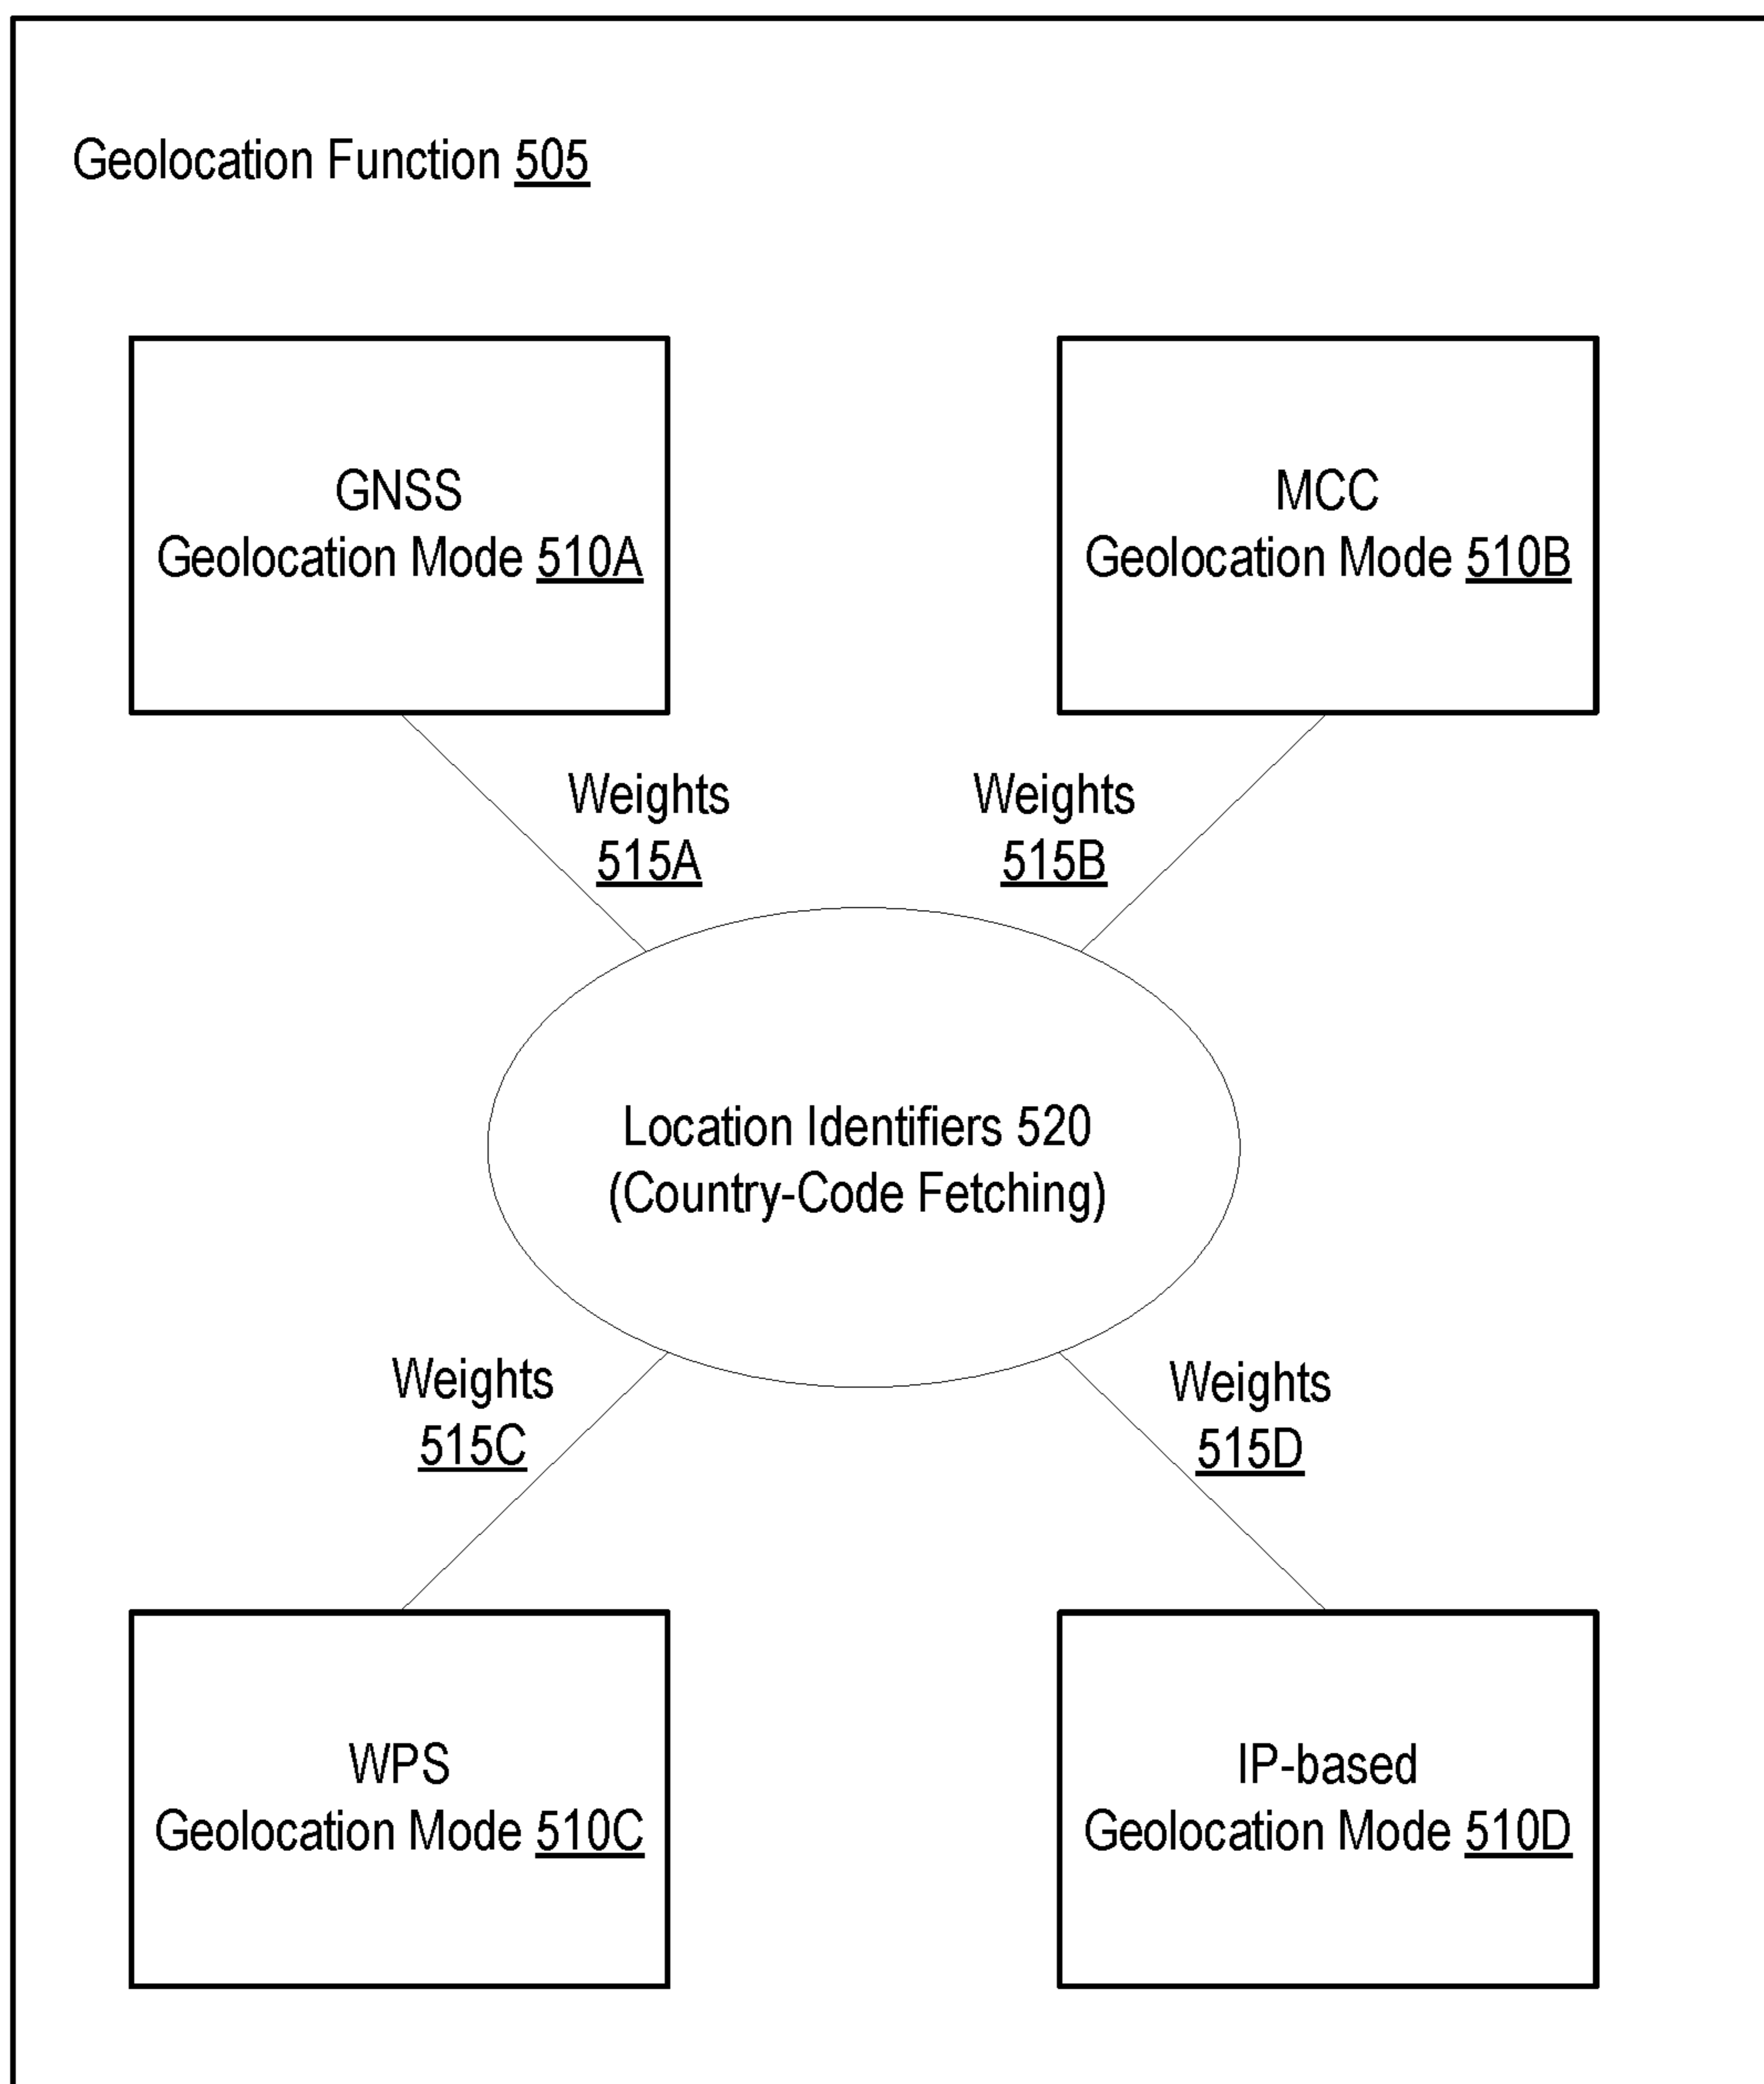 Geolocation Function 505
GNSS
Geolocation Mode 510A
MCC
Geolocation Mode 510B
Weights
515A
Weights
515B
Location Identifiers 520
(Country-Code Fetching)
Weights
515C
Weights
515D
WPS
Geolocation Mode 510C
IP-based
Geolocation Mode 510D